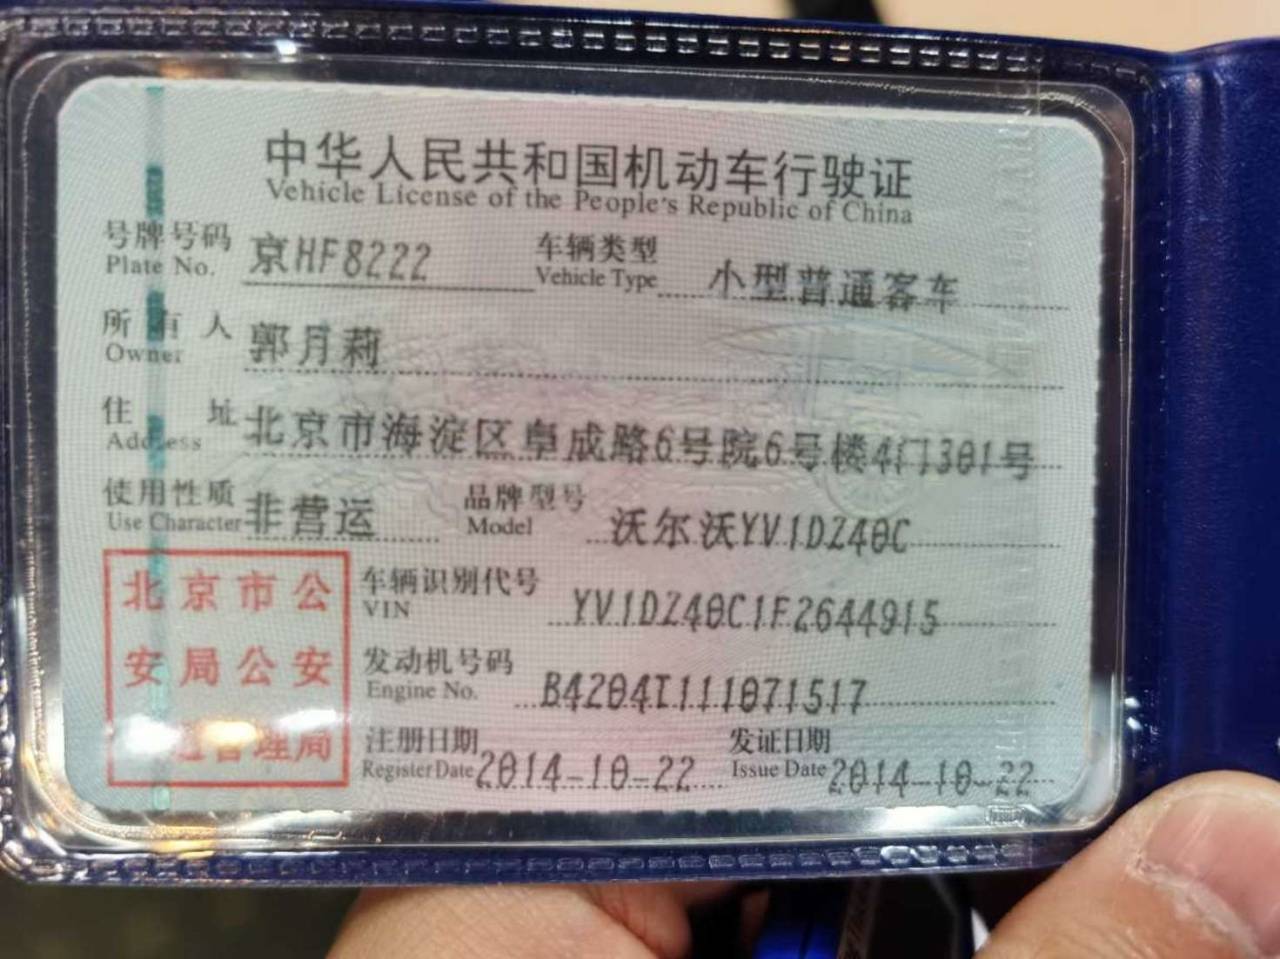 中华人民共和国机动车行驶证
Vehicle License of the People's Republic of China
号牌号码 京HF8222 车辆类型 小型普通客车
Plate No. Vehicle Type
所有人 郭月莉
Owner
住址 北京市海淀区阜成路6号院6号楼4门301号
Address
使用性质 非营运 品牌型号 沃尔沃YV1DZ40C
Use Character Model
车辆识别代号 YV1DZ40C1F2644915
VIN
发动机号码 B4204T111071517
Engine No.
注册日期 2014-10-22 发证日期 2014-10-22
Register Date Issue Date
北京市公
安局公安
管理局